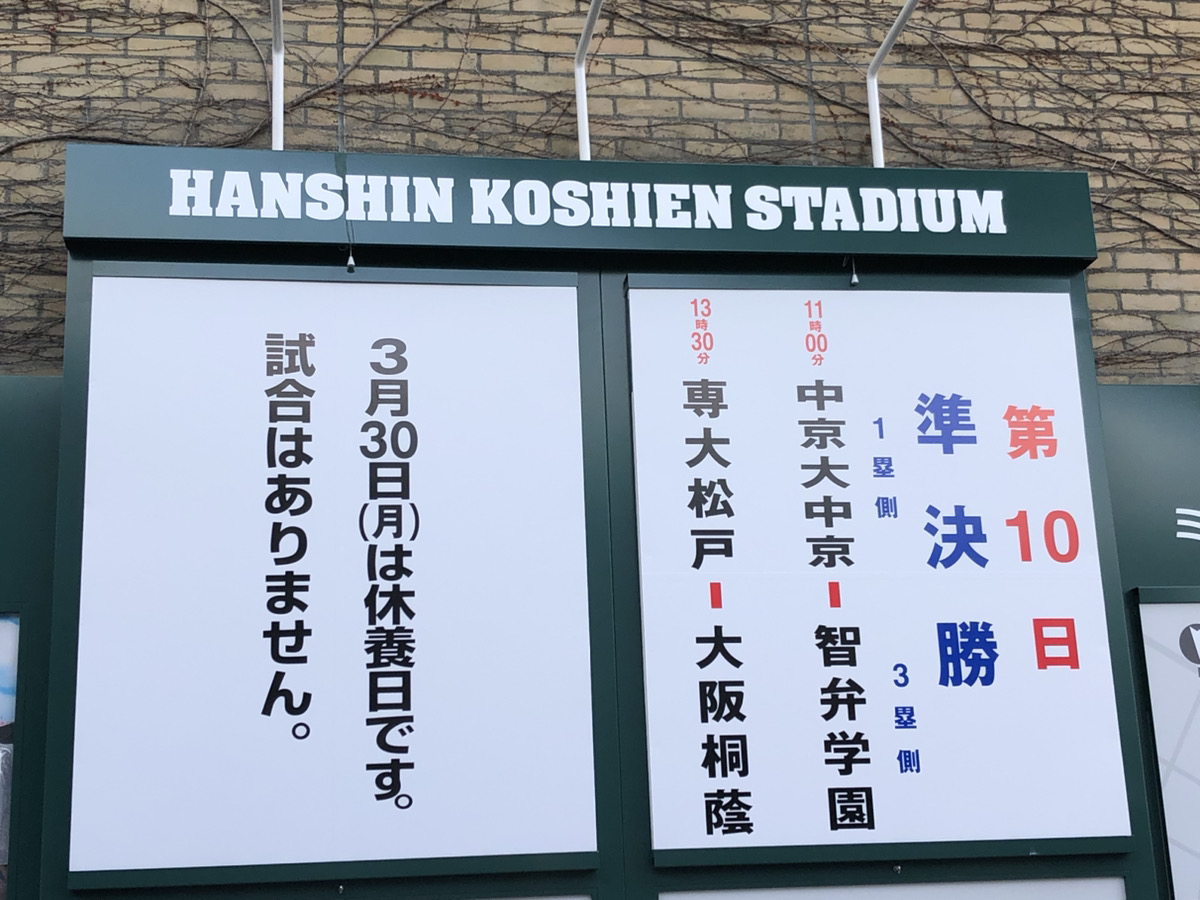 HANSHIN KOSHIEN STADIUM
第10日
準決勝
1塁側
3塁側
11時00分
中京大中京ー智弁学園
13時30分
専大松戸ー大阪桐蔭
3月30日(月)は休養日です。
試合はありません。